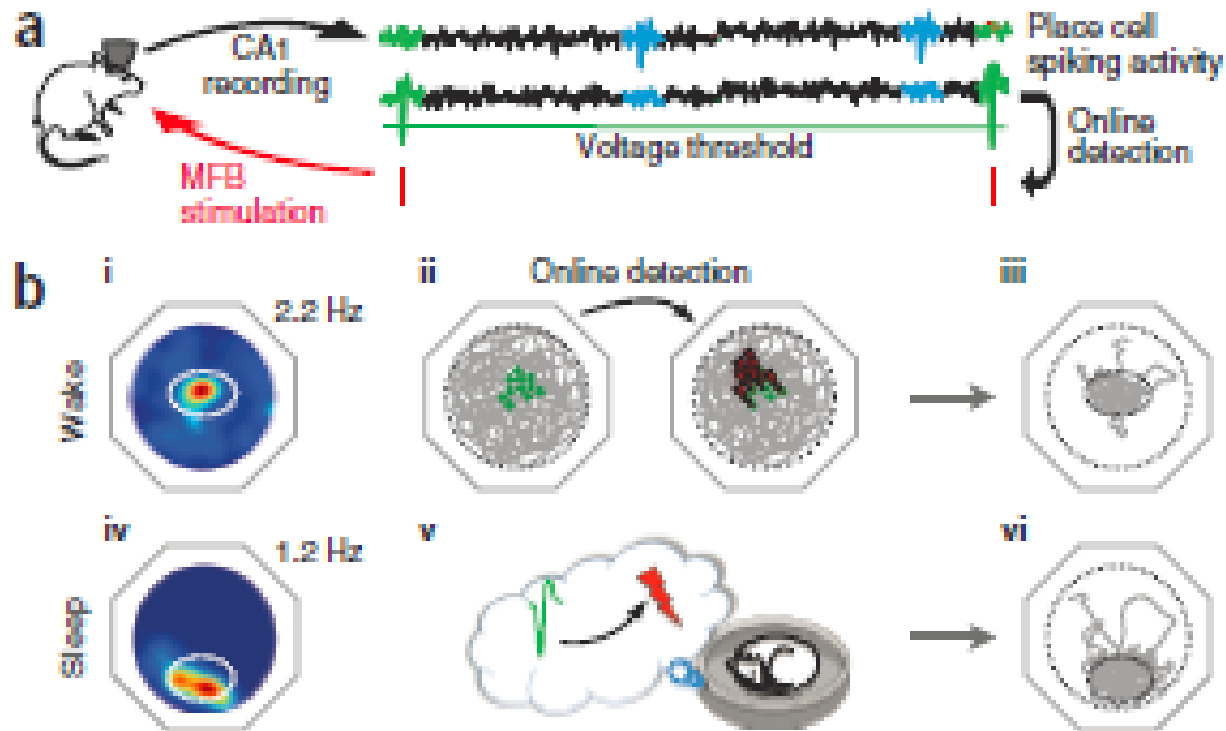 a
CA1
recording
Place cell
spiking activity
Voltage threshold
Online
detection
MFB
stimulation
b
i
2.2 Hz
ii
Online detection
iii
Wake
iv
1.2 Hz
v
vi
Sleep